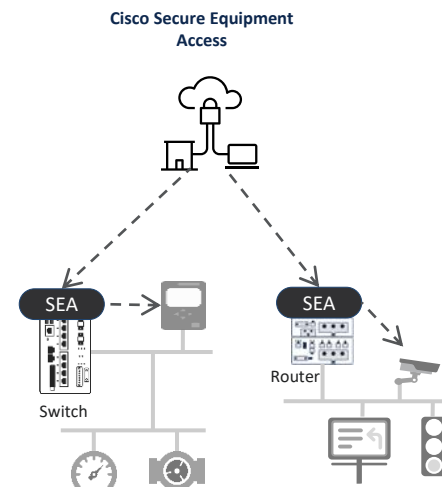 Cisco Secure Equipment
Access
SEA
SEA
Router
Switch